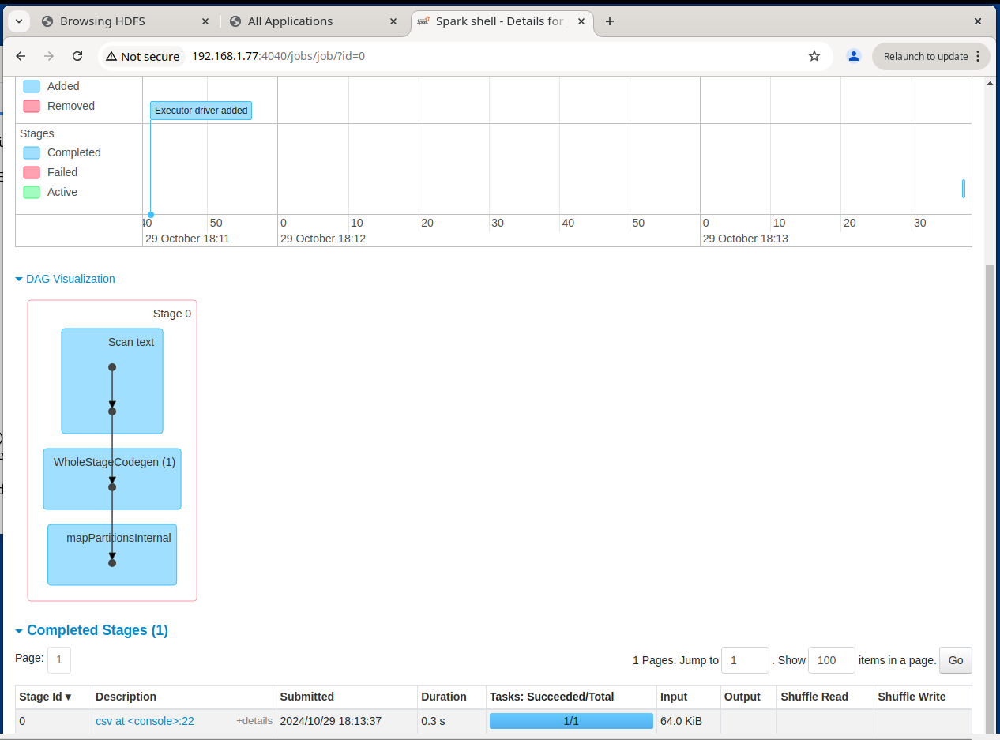 Browsing HDFS
All Applications
Spark shell - Details for
Not secure
192.168.1.77:4040/jobs/job/?id=0
Relaunch to update
Added
Removed
Executor driver added
Stages
Completed
Failed
Active
40 50 0 10 20 30 40 50 0 10 20 30
29 October 18:11 29 October 18:12 29 October 18:13
DAG Visualization
Stage 0
Scan text
WholeStageCodegen (1)
mapPartitionsInternal
Completed Stages (1)
Page: 1 1 Pages. Jump to 1 . Show 100 items in a page. Go
Stage Id ▾ Description Submitted Duration Tasks: Succeeded/Total Input Output Shuffle Read Shuffle Write
0 csv at <console>:22 +details 2024/10/29 18:13:37 0.3 s 1/1 64.0 KiB